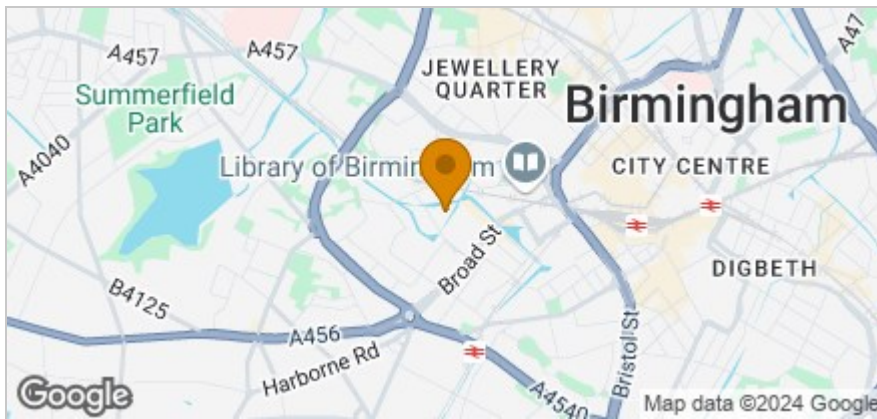 A457
A457
A47
JEWELLERY
QUARTER
Birmingham
Summerfield
Park
A4040
Library of Birmin m
CITY CENTRE
Broad St
DIGBETH
B4125
A456
Harborne Rd
Bristol St
A4540
Google
Map data ©2024 Google